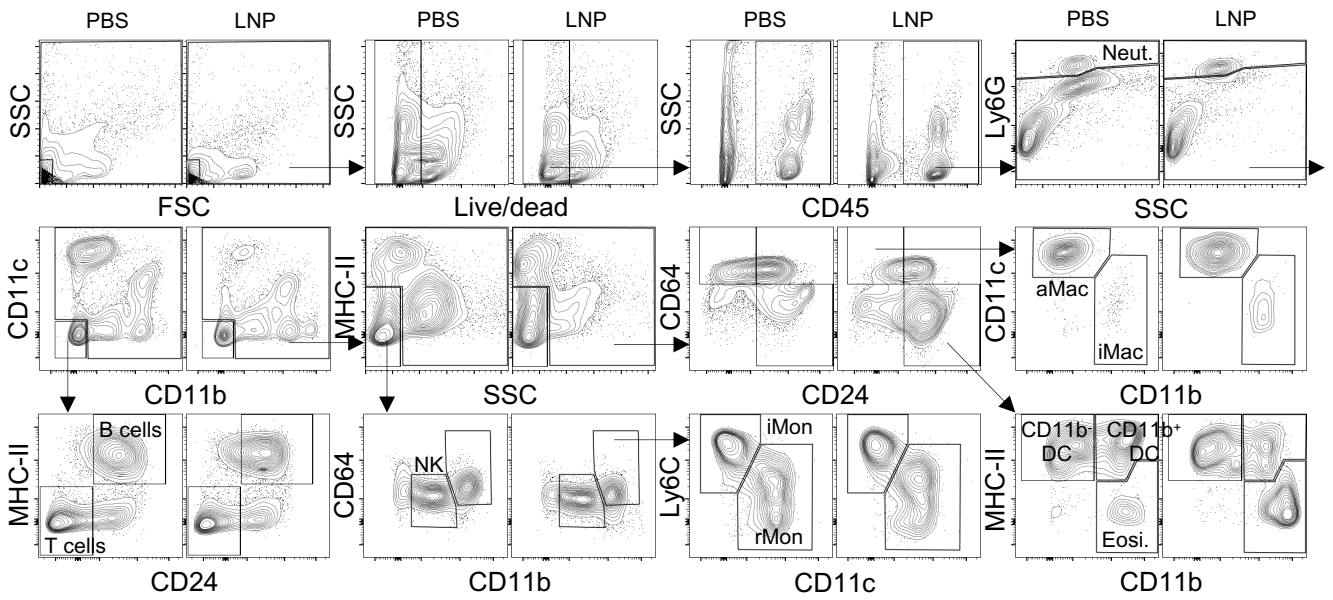 PBS LNP PBS LNP PBS LNP PBS LNP
SSC SSC SSC Ly6G Neut.
FSC Live/dead CD45 SSC
CD11c MHC-II CD64 CD11c aMac iMac
CD11b SSC CD24 CD11b
MHC-II B cells T cells CD64 NK Ly6C iMon rMon MHC-II CD11b⁻ DC CD11b⁺ DC Eosi.
CD24 CD11b CD11c CD11b